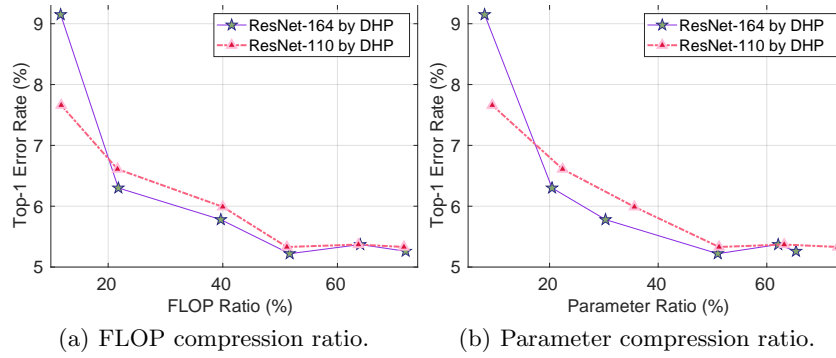 ResNet-164 by DHP
ResNet-110 by DHP
9
8
7
6
5
Top-1 Error Rate (%)
20
40
60
FLOP Ratio (%)
(a) FLOP compression ratio.
ResNet-164 by DHP
ResNet-110 by DHP
9
8
7
6
5
Top-1 Error Rate (%)
20
40
60
Parameter Ratio (%)
(b) Parameter compression ratio.